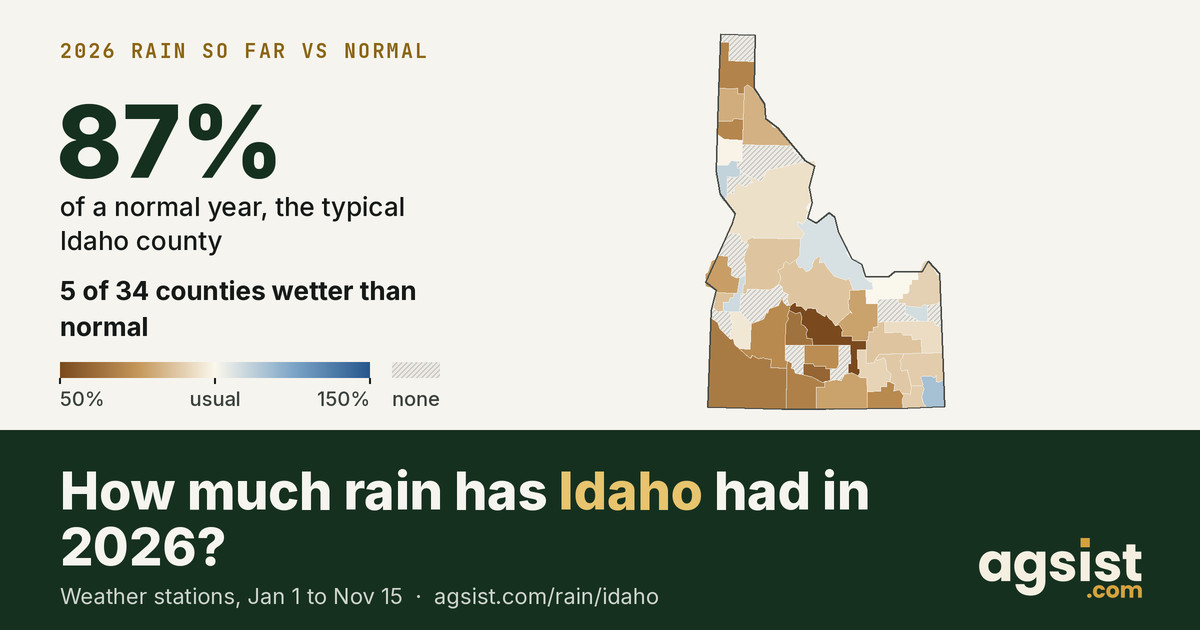 2026 RAIN SO FAR VS NORMAL
87%
of a normal year, the typical
Idaho county
5 of 34 counties wetter than
normal
50% usual 150% none
How much rain has Idaho had in
2026?
Weather stations, Jan 1 to Nov 15 · agsist.com/rain/idaho
agsist
.com